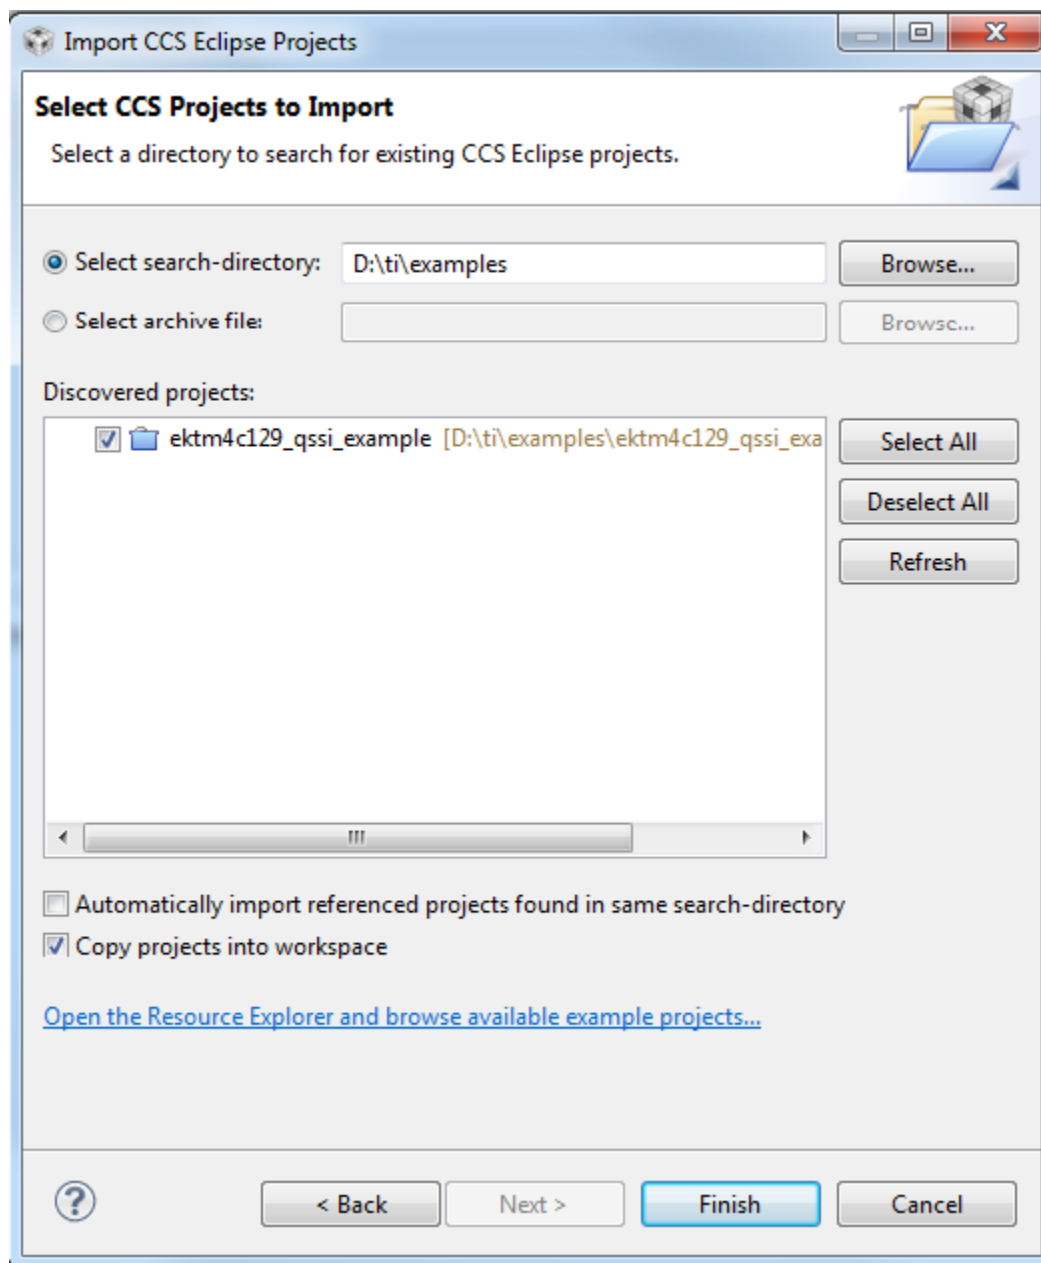 Import CCS Eclipse Projects
Select CCS Projects to Import
Select a directory to search for existing CCS Eclipse projects.
Select search-directory: D:\ti\examples Browse...
Select archive file: Browse...
Discovered projects:
ektm4c129_qssi_example [D:\ti\examples\ektm4c129_qssi_exa Select All
Deselect All
Refresh
Automatically import referenced projects found in same search-directory
Copy projects into workspace
Open the Resource Explorer and browse available example projects...
? < Back Next > Finish Cancel